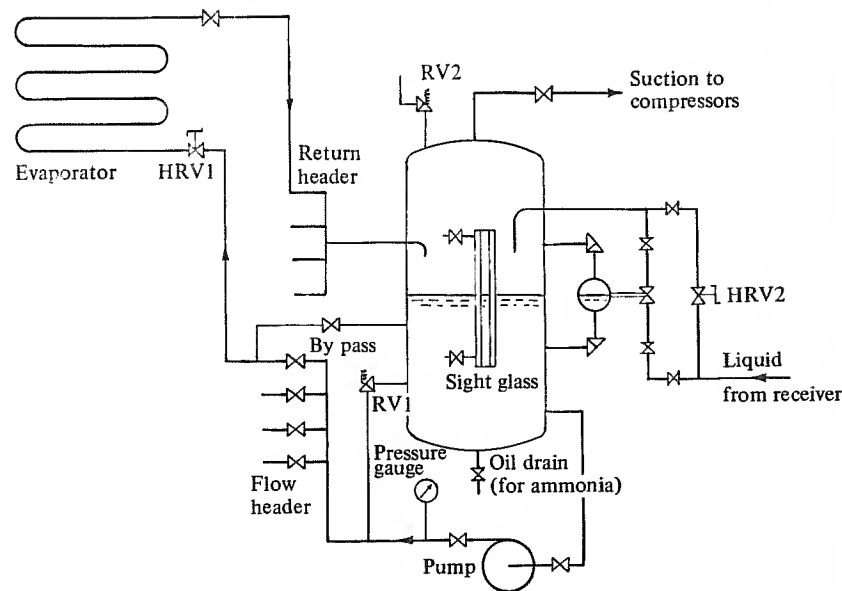 RV2
Suction to
compressors
Evaporator
HRV1
Return
header
HRV2
By pass
Sight glass
Liquid
from receiver
RV1
Pressure
gauge
Oil drain
(for ammonia)
Flow
header
Pump